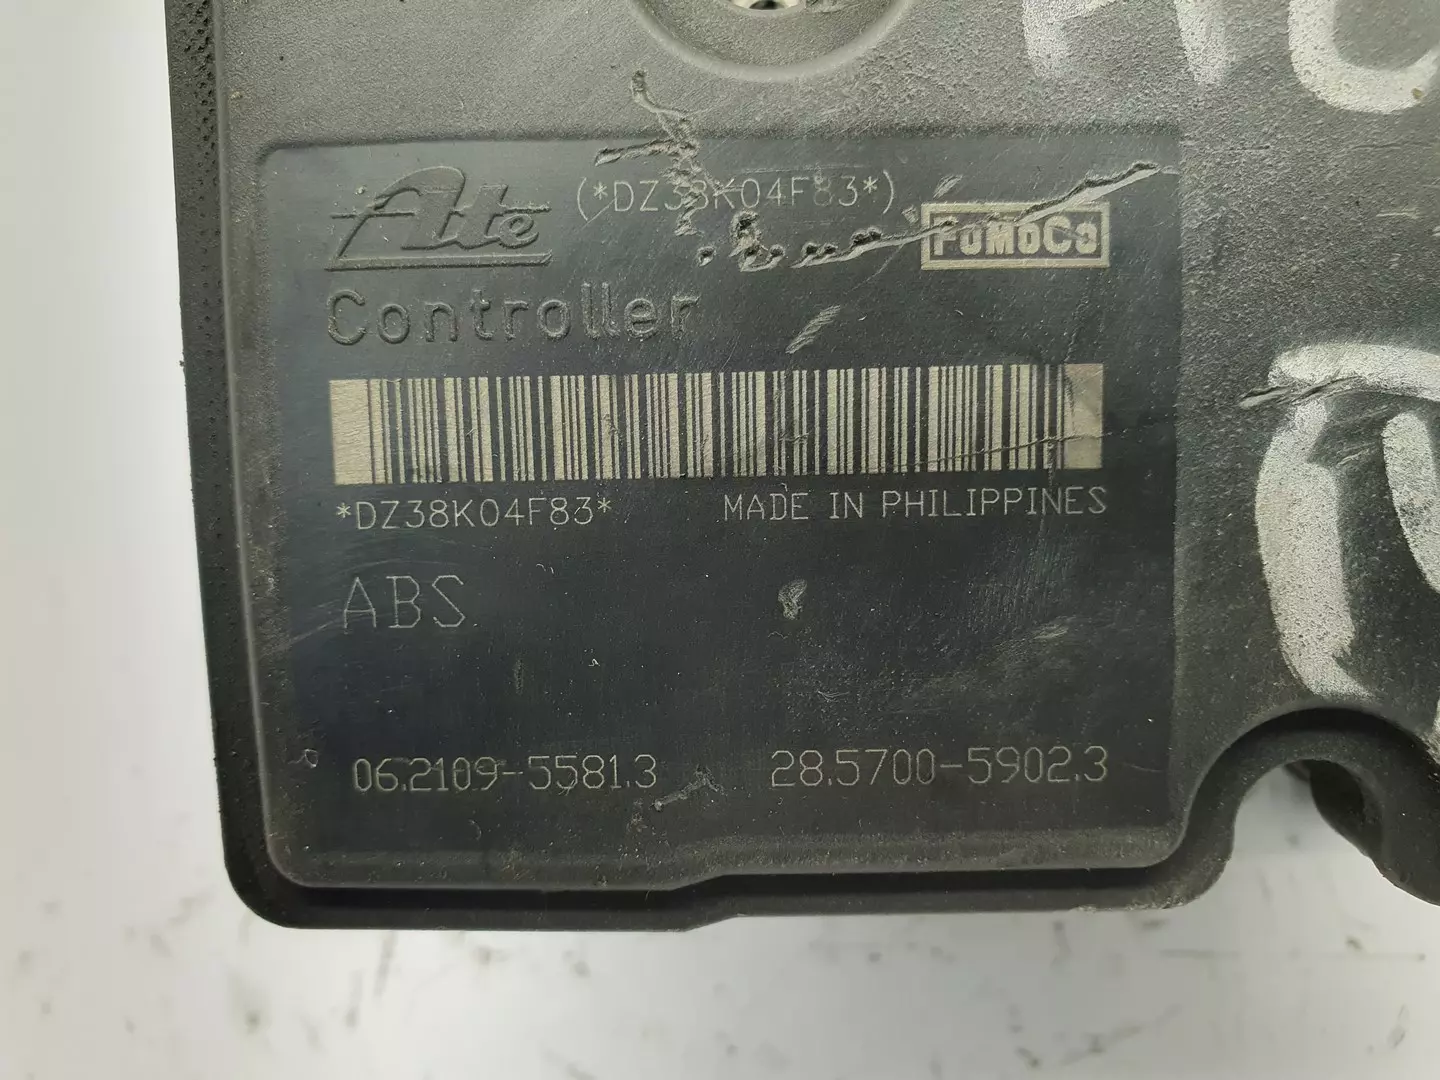 Ate (*DZ38K04F83*)
FoMoCo
Controller
*DZ38K04F83* MADE IN PHILIPPINES
ABS
06.2109-5581.3 28.5700-5902.3